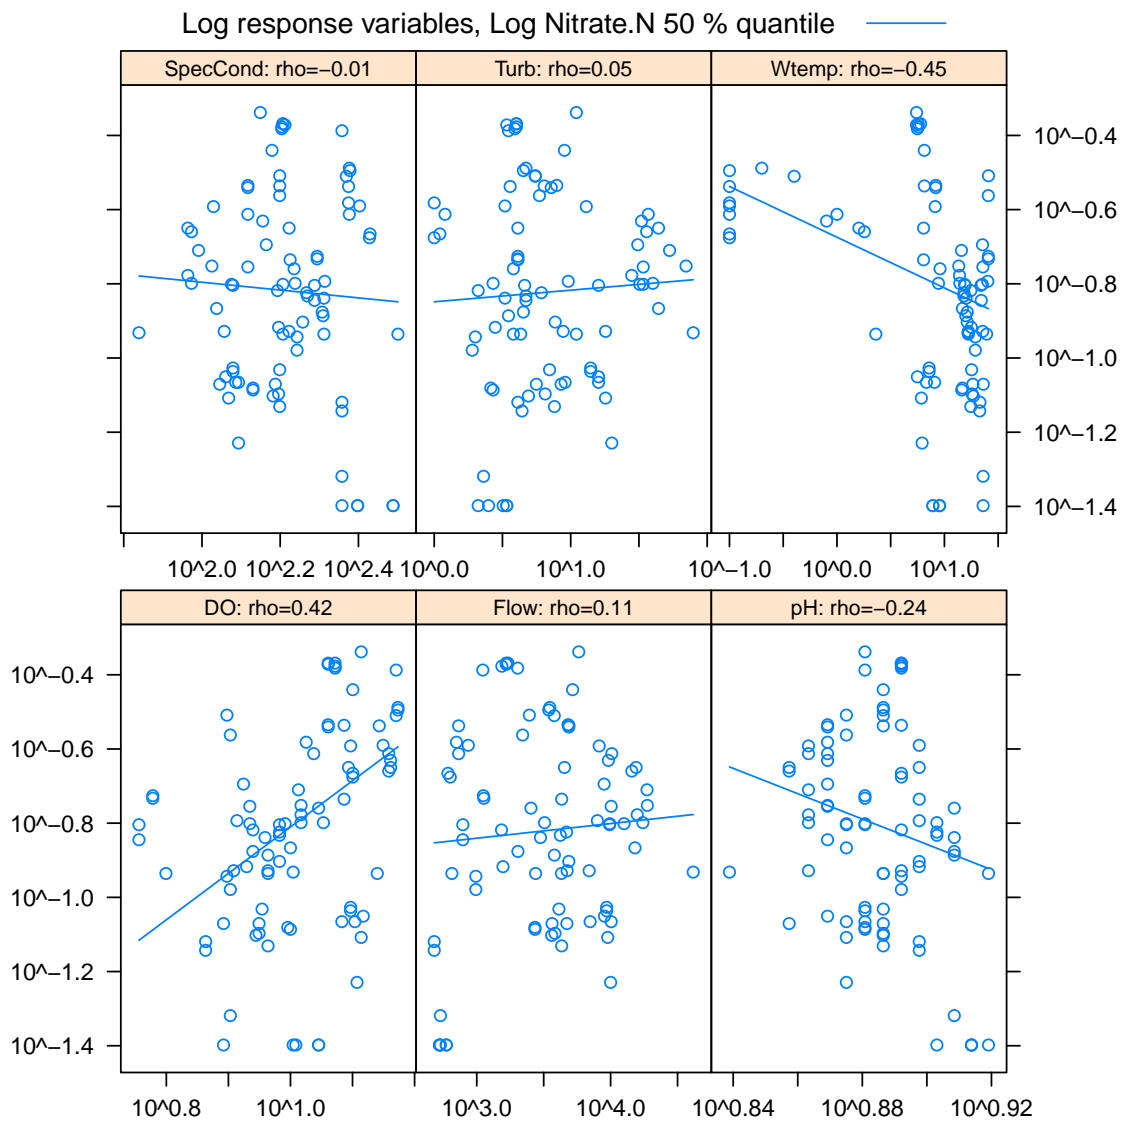 Log response variables, Log Nitrate.N 50 % quantile
SpecCond: rho=−0.01 Turb: rho=0.05 Wtemp: rho=−0.45
10^−0.4
10^−0.6
10^−0.8
10^−1.0
10^−1.2
10^−1.4
10^2.0 10^2.2 10^2.4 10^0.0 10^1.0 10^−1.0 10^0.0 10^1.0
DO: rho=0.42 Flow: rho=0.11 pH: rho=−0.24
10^−0.4
10^−0.6
10^−0.8
10^−1.0
10^−1.2
10^−1.4
10^0.8 10^1.0 10^3.0 10^4.0 10^0.84 10^0.88 10^0.92